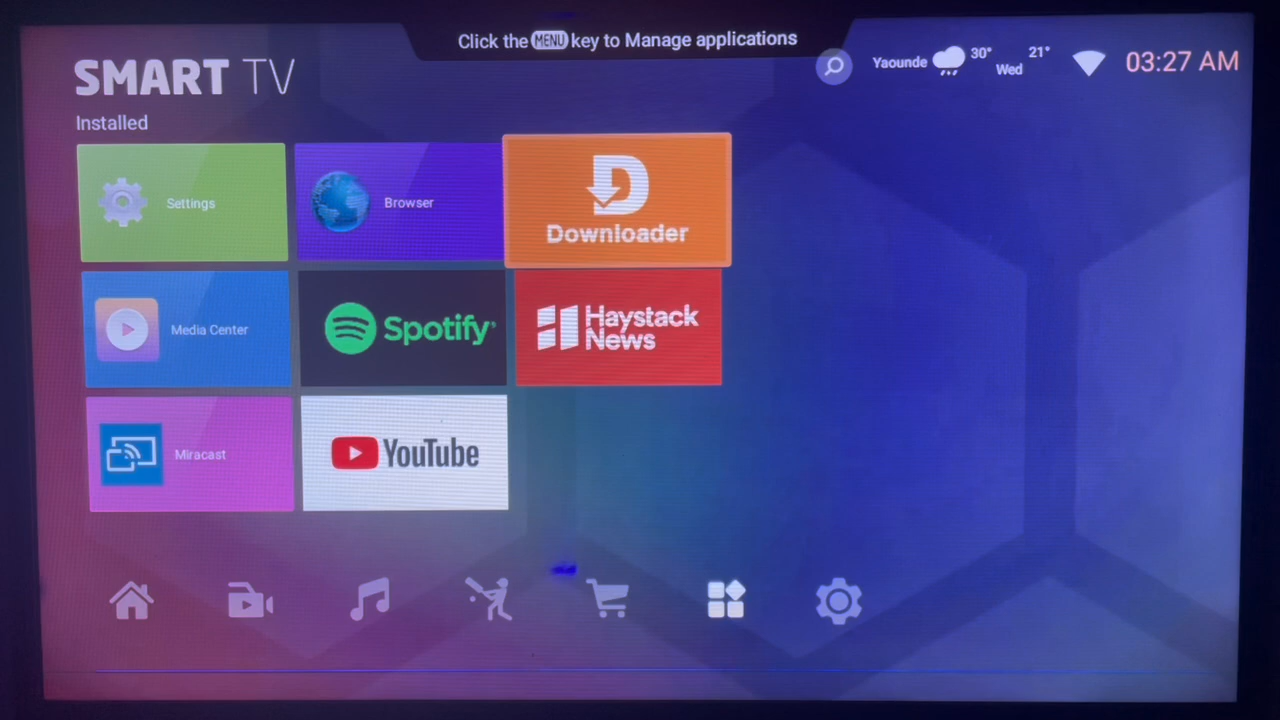 Click the MENU key to Manage applications
SMART TV
Yaounde 30° Wed 21° 03:27 AM
Installed
Settings
Browser
Downloader
Media Center
Spotify
Haystack
News
Miracast
YouTube